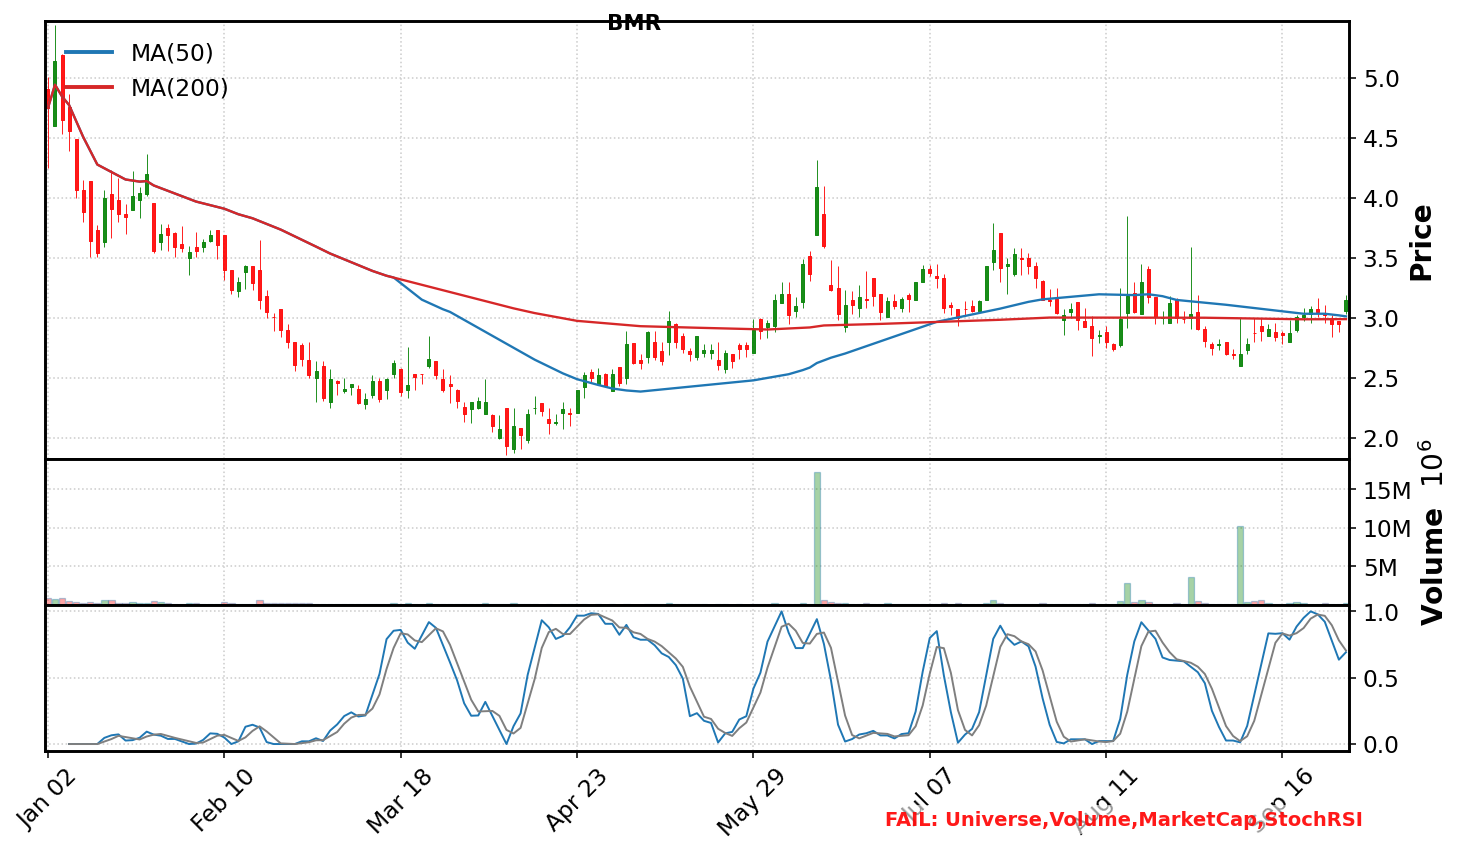 BMR
MA(50)
MA(200)
5.0
4.5
4.0
3.5
3.0
2.5
2.0
Price
15M
10M
5M
Volume 10⁶
1.0
0.5
0.0
Jan 02
Feb 10
Mar 18
Apr 23
May 29
Jul 07
Aug 11
Sep 16
FAIL: Universe,Volume,MarketCap,StochRSI